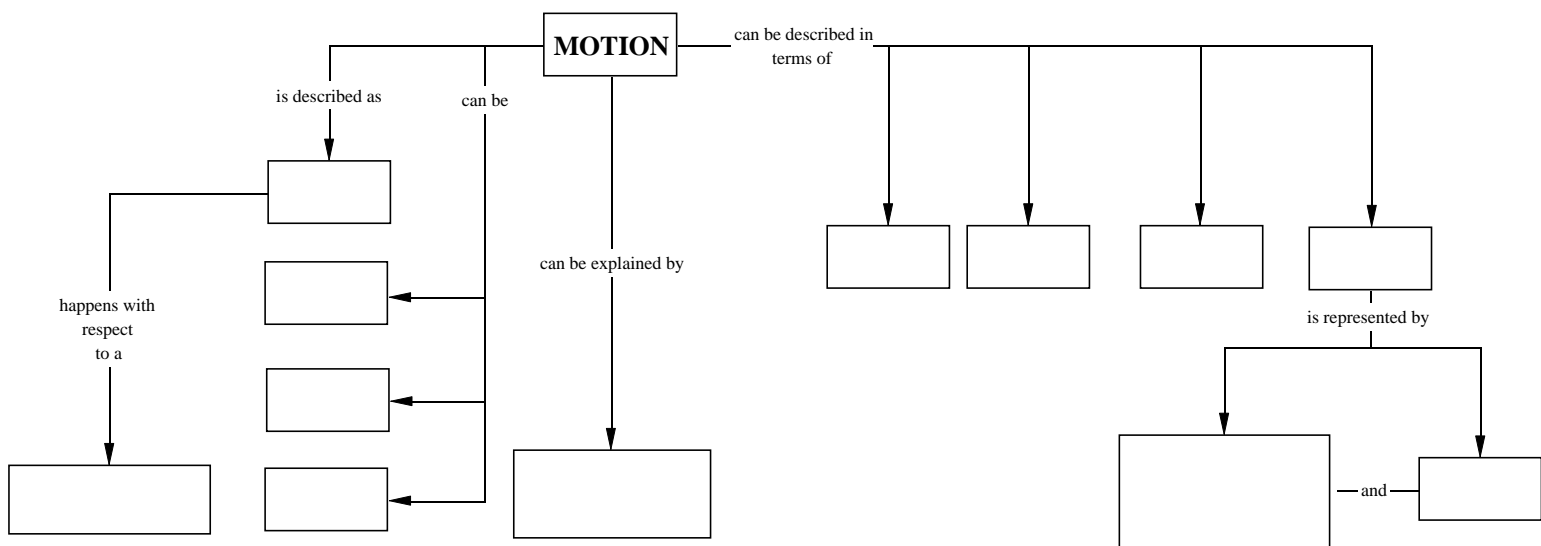 MOTION
can be described in
terms of
is described as
can be
can be explained by
happens with
respect
to a
is represented by
and